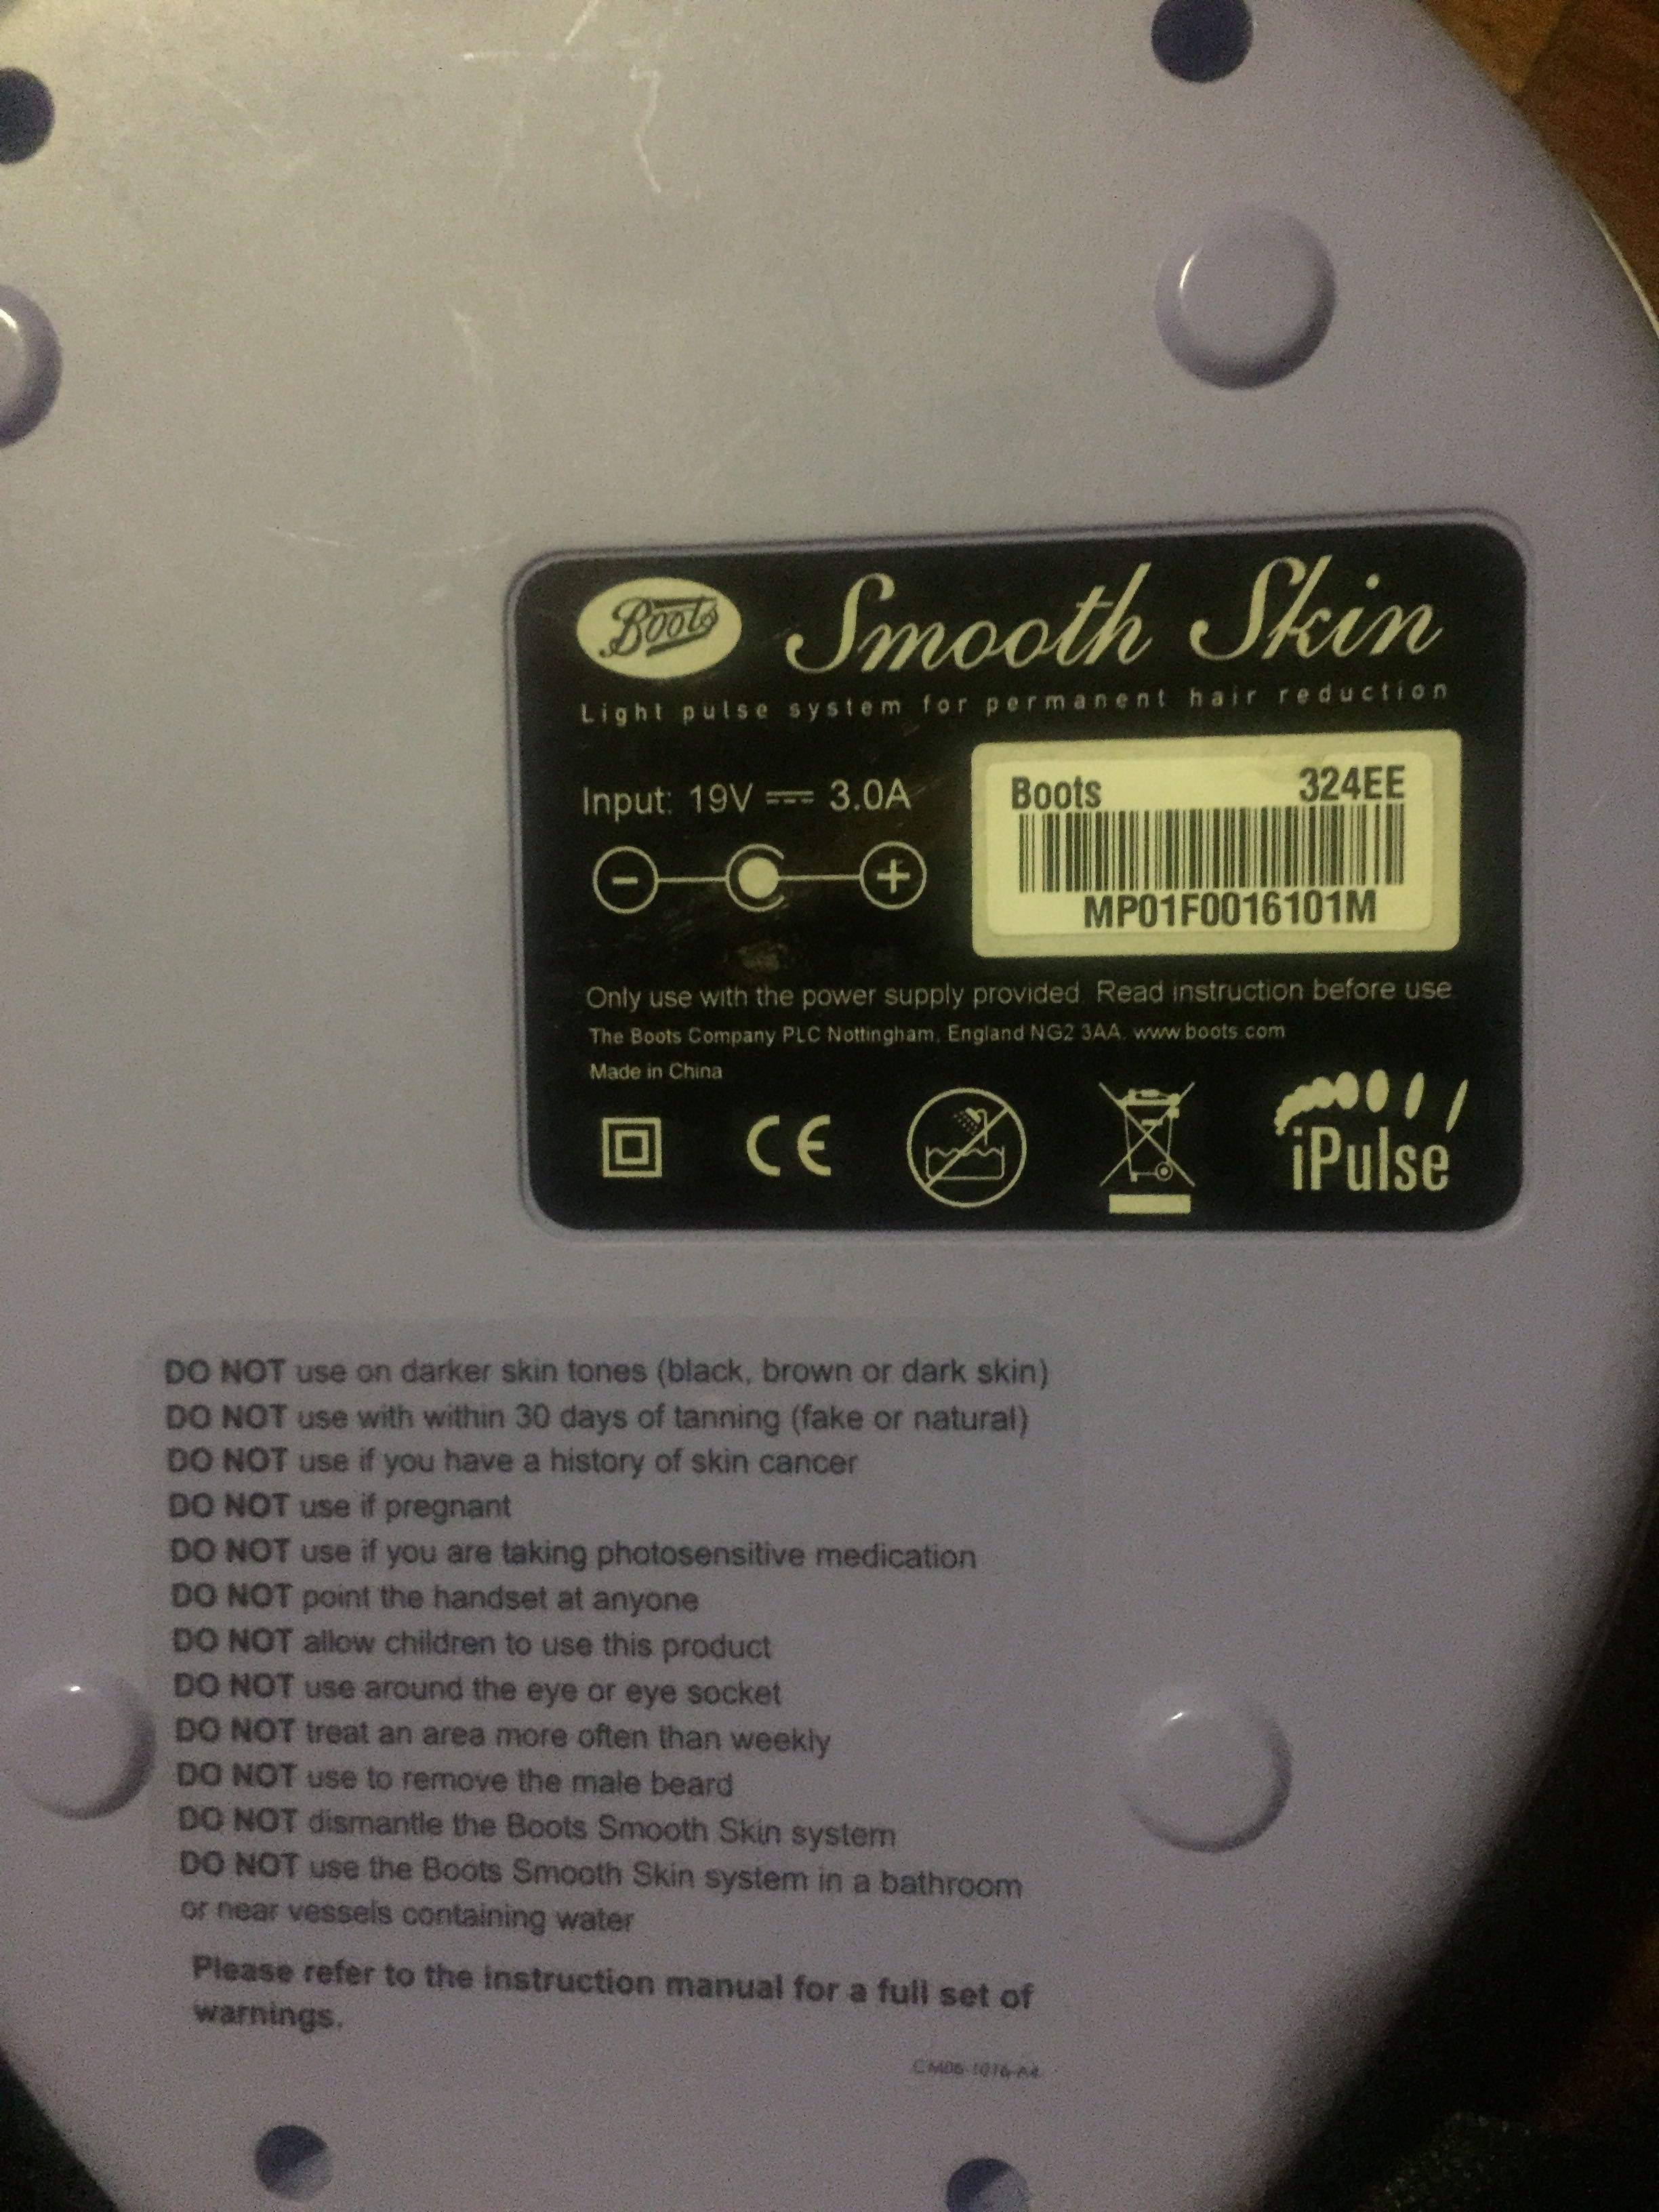 Boots Smooth Skin
Light pulse system for permanent hair reduction
Input: 19V ⎓ 3.0A
Boots 324EE
MP01F0016101M
- +
Only use with the power supply provided. Read instruction before use
The Boots Company PLC Nottingham, England NG2 3AA. www.boots.com
Made in China
CE
iPulse
DO NOT use on darker skin tones (black, brown or dark skin)
DO NOT use with within 30 days of tanning (fake or natural)
DO NOT use if you have a history of skin cancer
DO NOT use if pregnant
DO NOT use if you are taking photosensitive medication
DO NOT point the handset at anyone
DO NOT allow children to use this product
DO NOT use around the eye or eye socket
DO NOT treat an area more often than weekly
DO NOT use to remove the male beard
DO NOT dismantle the Boots Smooth Skin system
DO NOT use the Boots Smooth Skin system in a bathroom
or near vessels containing water
Please refer to the instruction manual for a full set of
warnings.
CM06-1016-A4